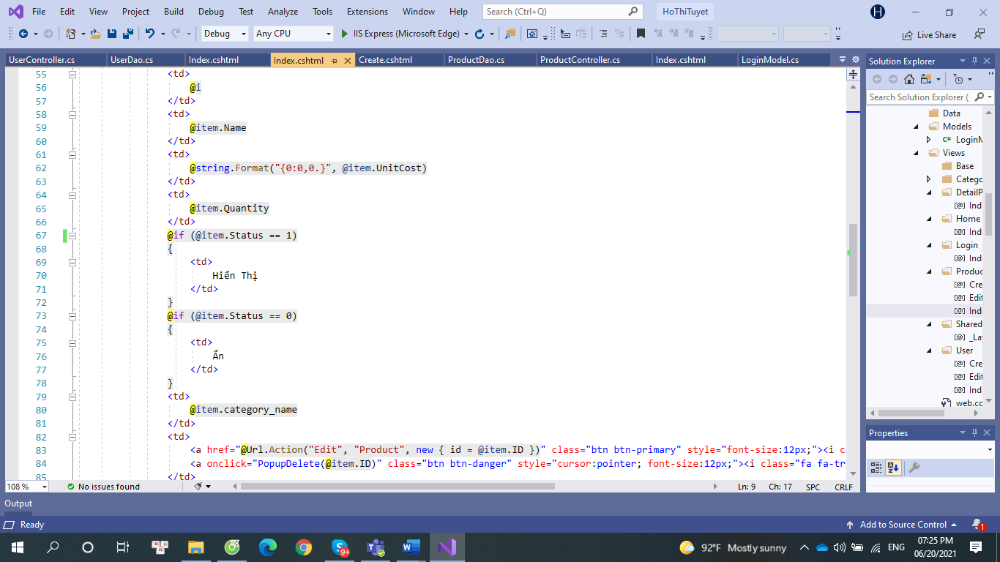 File Edit View Project Build Debug Test Analyze Tools Extensions Window Help Search (Ctrl+Q) HoThiTuyet H
Debug Any CPU IIS Express (Microsoft Edge) Live Share
UserController.cs UserDao.cs Index.cshtml Index.cshtml Create.cshtml ProductDao.cs ProductController.cs Index.cshtml LoginModel.cs
55 <td>
56 @i
57 </td>
58 <td>
59 @item.Name
60 </td>
61 <td>
62 @string.Format("{0:0,0.}", @item.UnitCost)
63 </td>
64 <td>
65 @item.Quantity
66 </td>
67 @if (@item.Status == 1)
68 {
69 <td>
70 Hiển Thị
71 </td>
72 }
73 @if (@item.Status == 0)
74 {
75 <td>
76 Ẩn
77 </td>
78 }
79 <td>
80 @item.category_name
81 </td>
82 <td>
83 <a href="@Url.Action("Edit", "Product", new { id = @item.ID })" class="btn btn-primary" style="font-size:12px;"><i c
84 <a onclick="PopupDelete(@item.ID)" class="btn btn-danger" style="cursor:pointer; font-size:12px;"><i class="fa fa-tr
85 </td>
108 % No issues found Ln: 9 Ch: 17 SPC CRLF
Solution Explorer
Search Solution Explorer (
Data
Models
C# LoginM
Views
Base
Catego
DetailP
Ind
Home
Ind
Login
Ind
Produc
Cre
Edit
Ind
Shared
_La
User
Cre
Edit
Ind
web.co
Properties
Output
Ready Add to Source Control 1
9+ 92°F Mostly sunny ENG 07:25 PM
06/20/2021